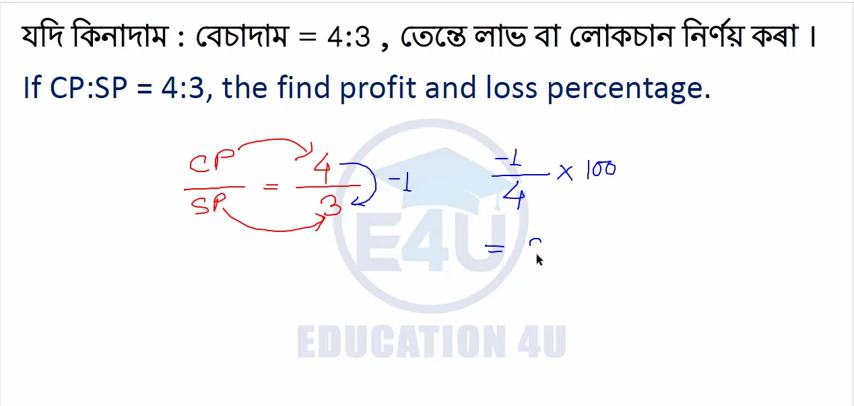 যদি কিনাদাম : বেচাদাম = 4:3 , তেন্তে লাভ বা লোকচান নিৰ্ণয় কৰা ।
If CP:SP = 4:3, the find profit and loss percentage.
CP/SP = 4/3 -1
-1/4 × 100
=
E4U
EDUCATION 4U